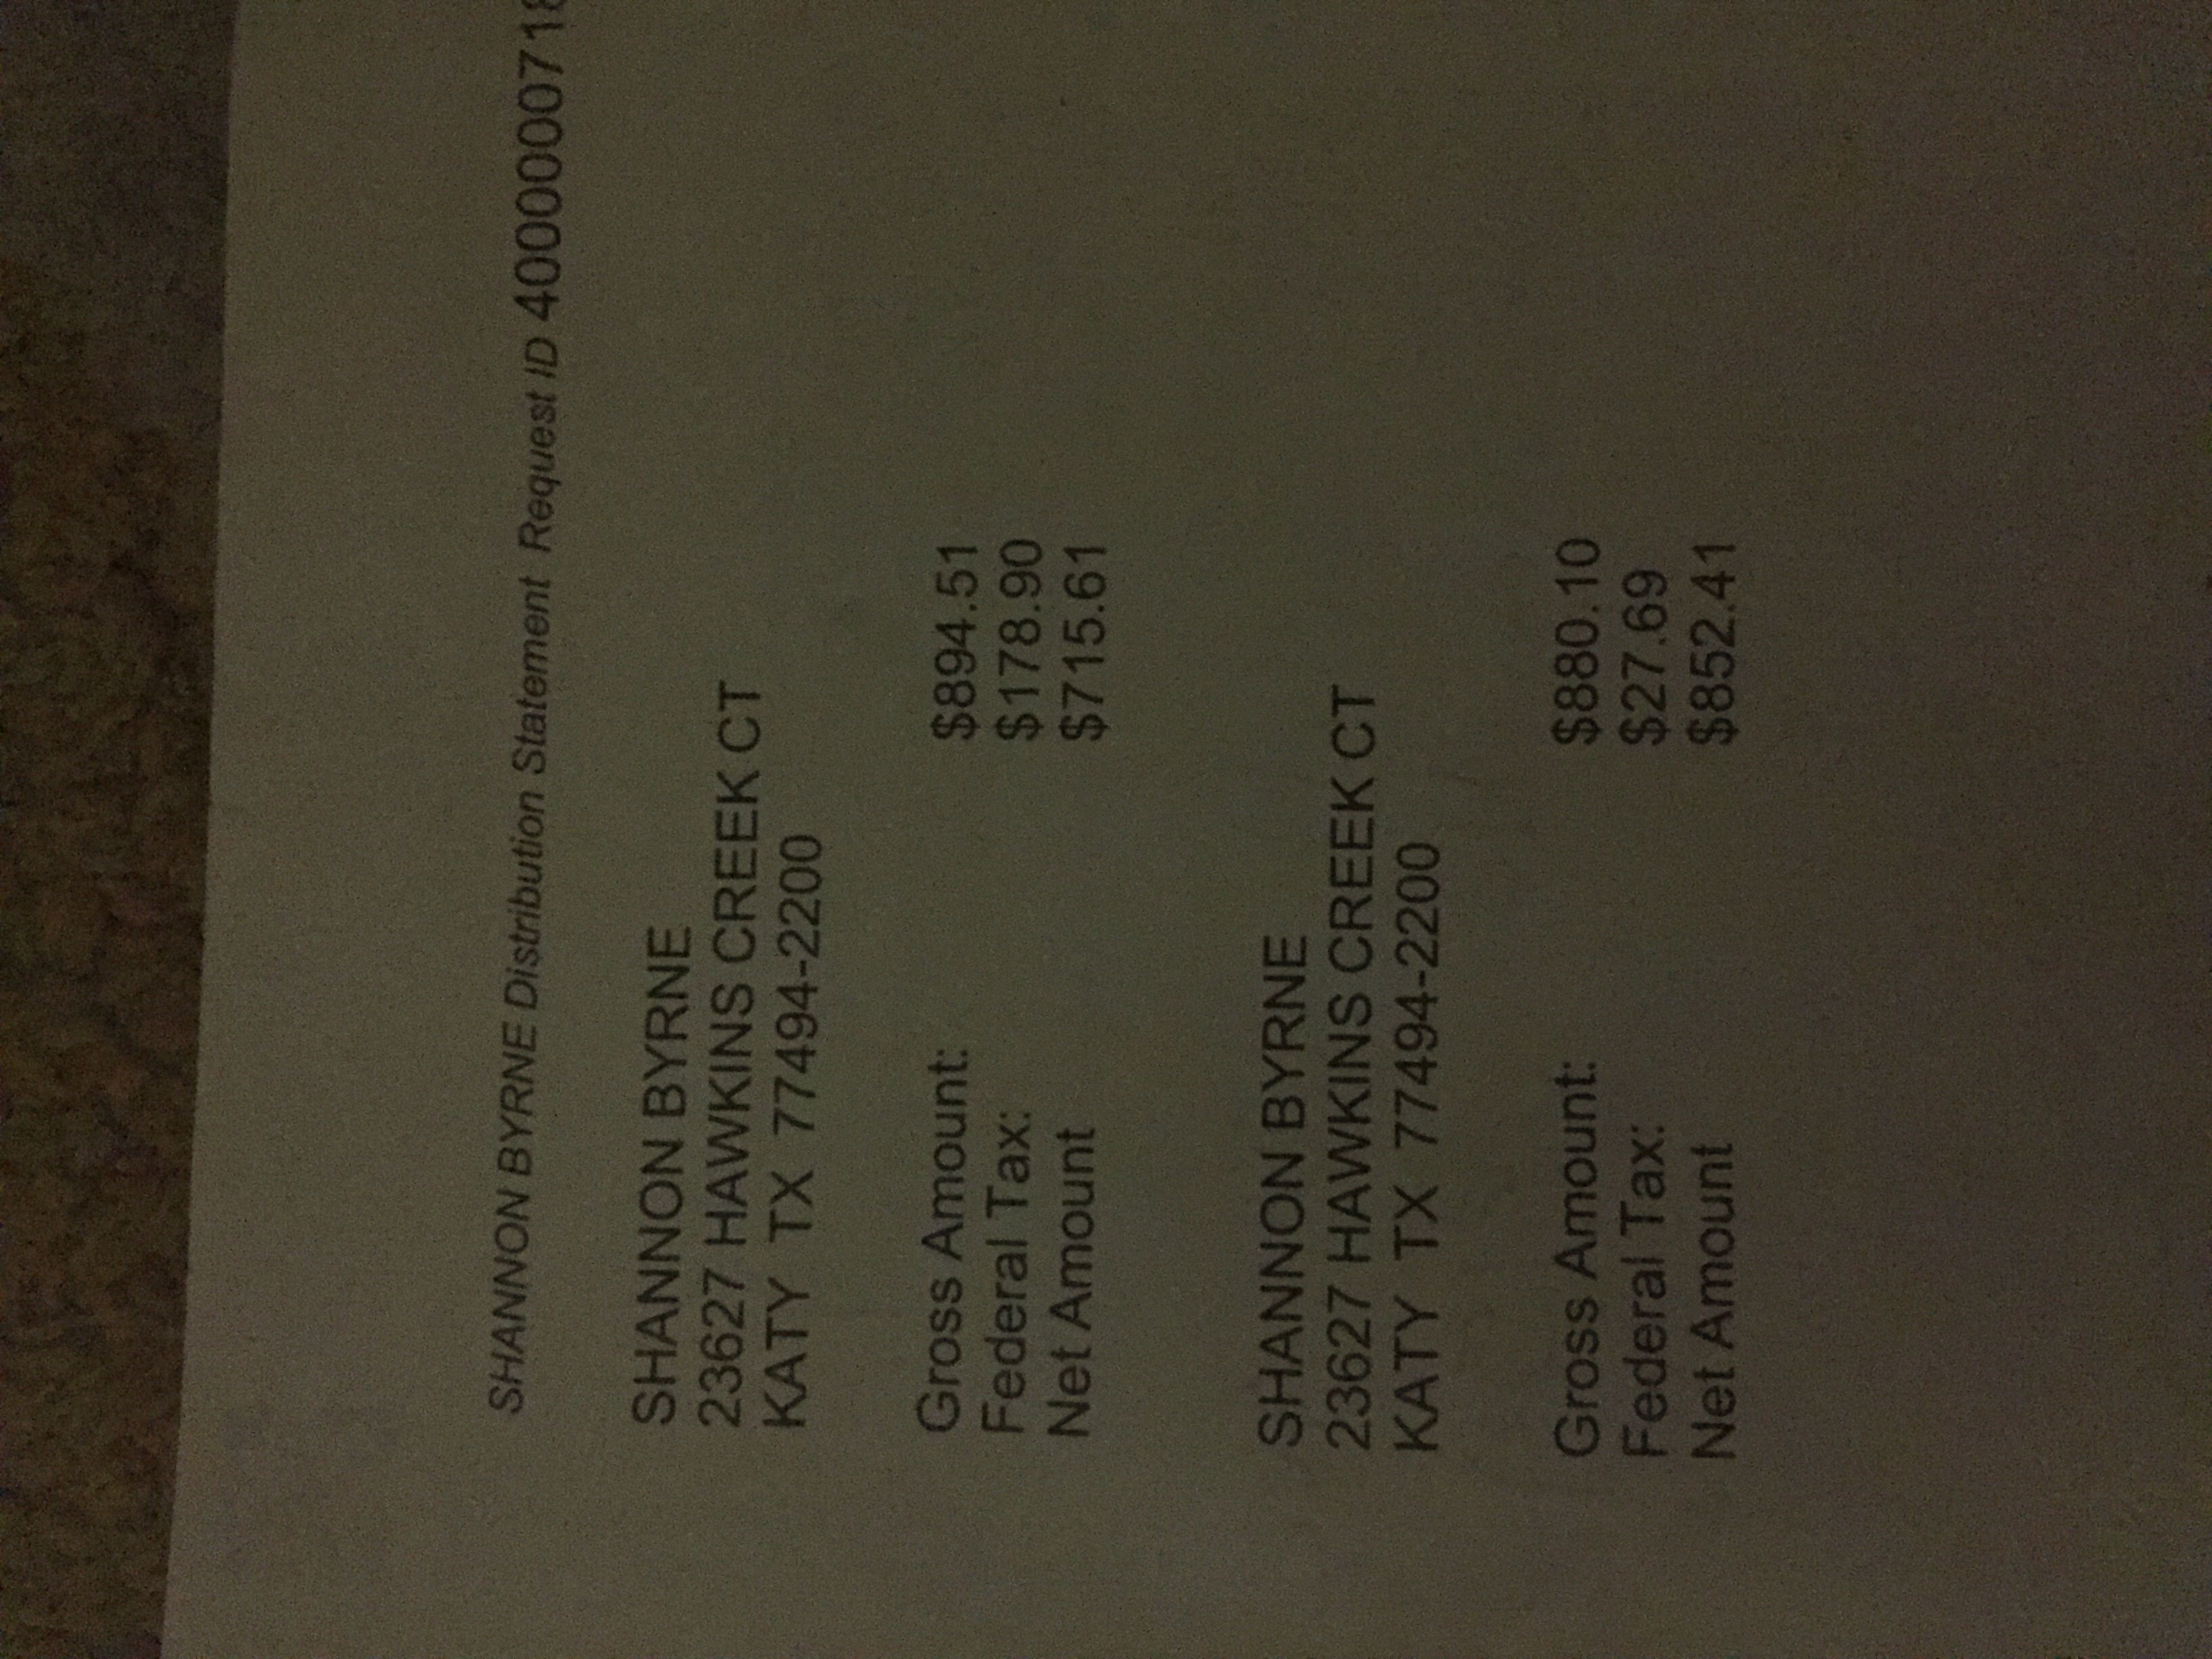 SHANNON BYRNE Distribution Statement Request ID 4000000718
SHANNON BYRNE
23627 HAWKINS CREEK CT
KATY TX 77494-2200
Gross Amount: $894.51
Federal Tax: $178.90
Net Amount $715.61
SHANNON BYRNE
23627 HAWKINS CREEK CT
KATY TX 77494-2200
Gross Amount: $880.10
Federal Tax: $27.69
Net Amount $852.41